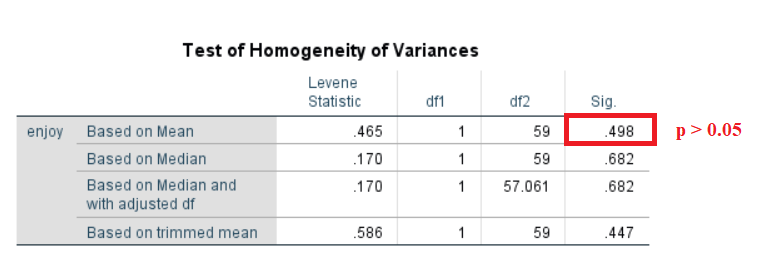 Test of Homogeneity of Variances
Levene
Statistic df1 df2 Sig.
enjoy Based on Mean .465 1 59 .498 p > 0.05
Based on Median .170 1 59 .682
Based on Median and
with adjusted df .170 1 57.061 .682
Based on trimmed mean .586 1 59 .447